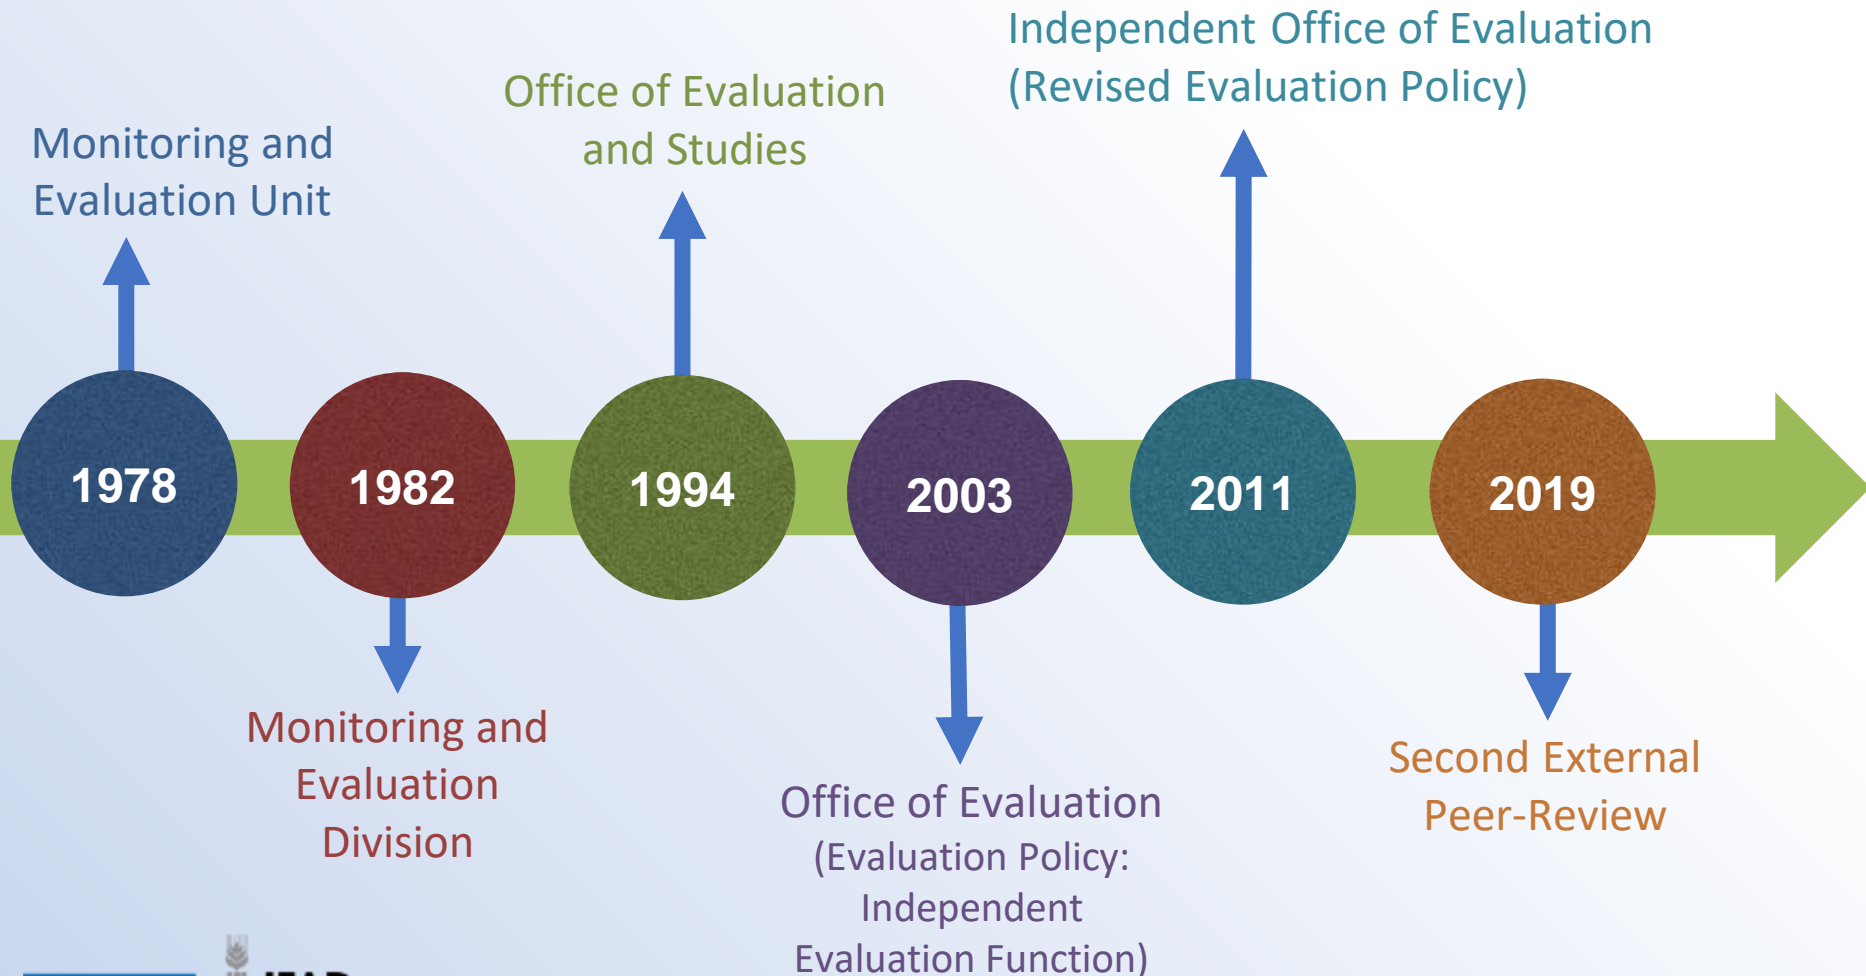 Independent Office of Evaluation
(Revised Evaluation Policy)
Office of Evaluation
and Studies
Monitoring and
Evaluation Unit
1978
1982
1994
2003
2011
2019
Monitoring and
Evaluation
Division
Office of Evaluation
(Evaluation Policy:
Independent
Evaluation Function)
Second External
Peer-Review
IFAD